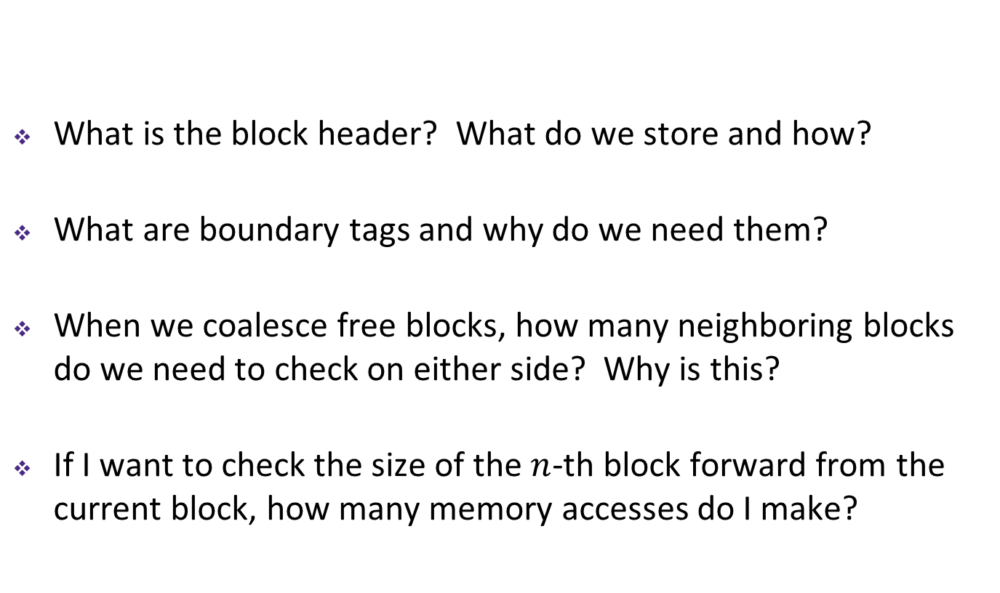 ❖ What is the block header?  What do we store and how?
❖ What are boundary tags and why do we need them?
❖ When we coalesce free blocks, how many neighboring blocks
do we need to check on either side?  Why is this?
❖ If I want to check the size of the 𝑛-th block forward from the
current block, how many memory accesses do I make?